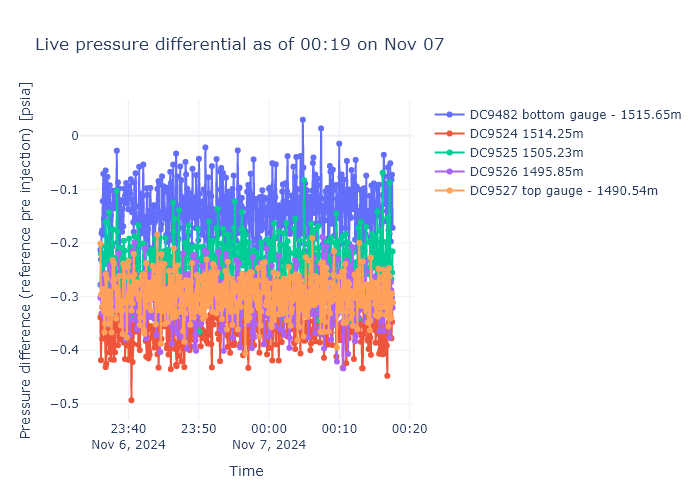 Live pressure differential as of 00:19 on Nov 07
Pressure difference (reference pre injection) [psia]
0
−0.1
−0.2
−0.3
−0.4
−0.5
23:40
Nov 6, 2024
23:50
00:00
Nov 7, 2024
00:10
00:20
Time
DC9482 bottom gauge - 1515.65m
DC9524 1514.25m
DC9525 1505.23m
DC9526 1495.85m
DC9527 top gauge - 1490.54m